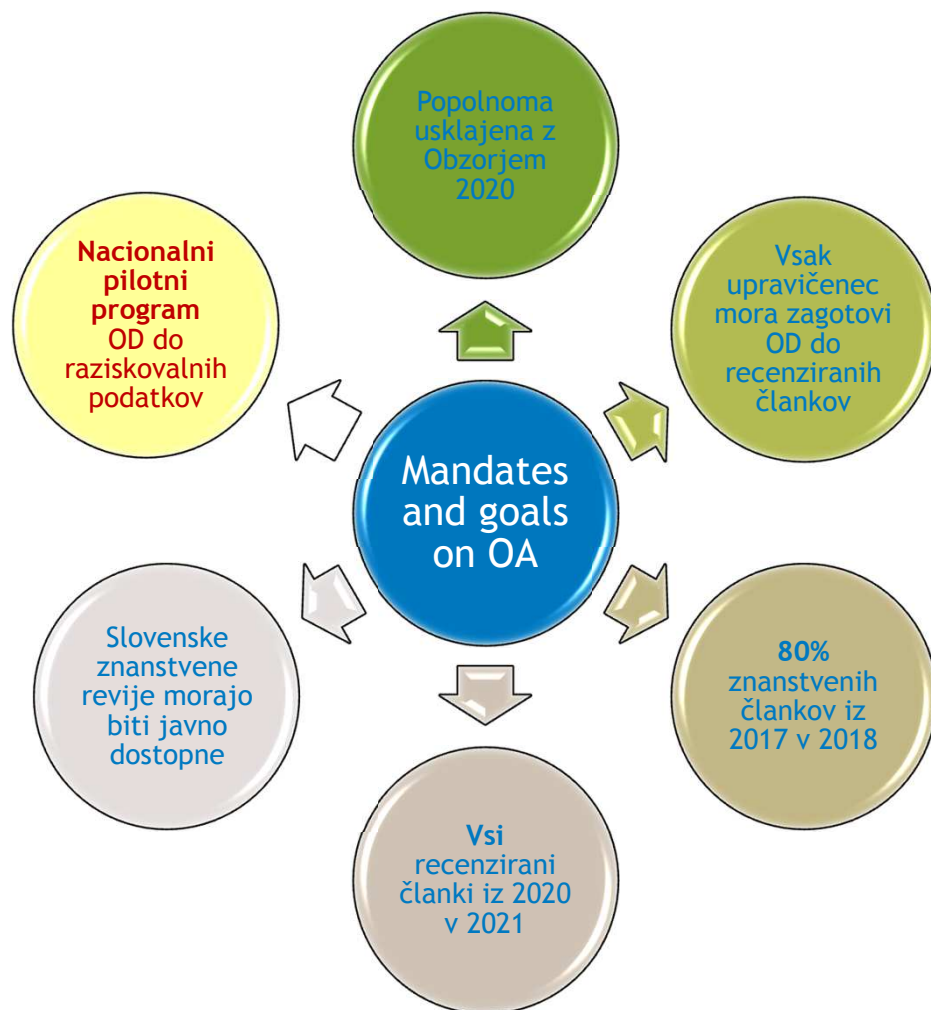 Popolnoma
usklajena z
Obzorjem
2020
Vsak
upravičenec
mora zagotovi
OD do
recenziranih
člankov
80%
znanstvenih
člankov iz
2017 v 2018
Vsi
recenzirani
članki iz 2020
v 2021
Slovenske
znanstvene
revije morajo
biti javno
dostopne
Nacionalni
pilotni
program
OD do
raziskovalnih
podatkov
Mandates
and goals
on OA